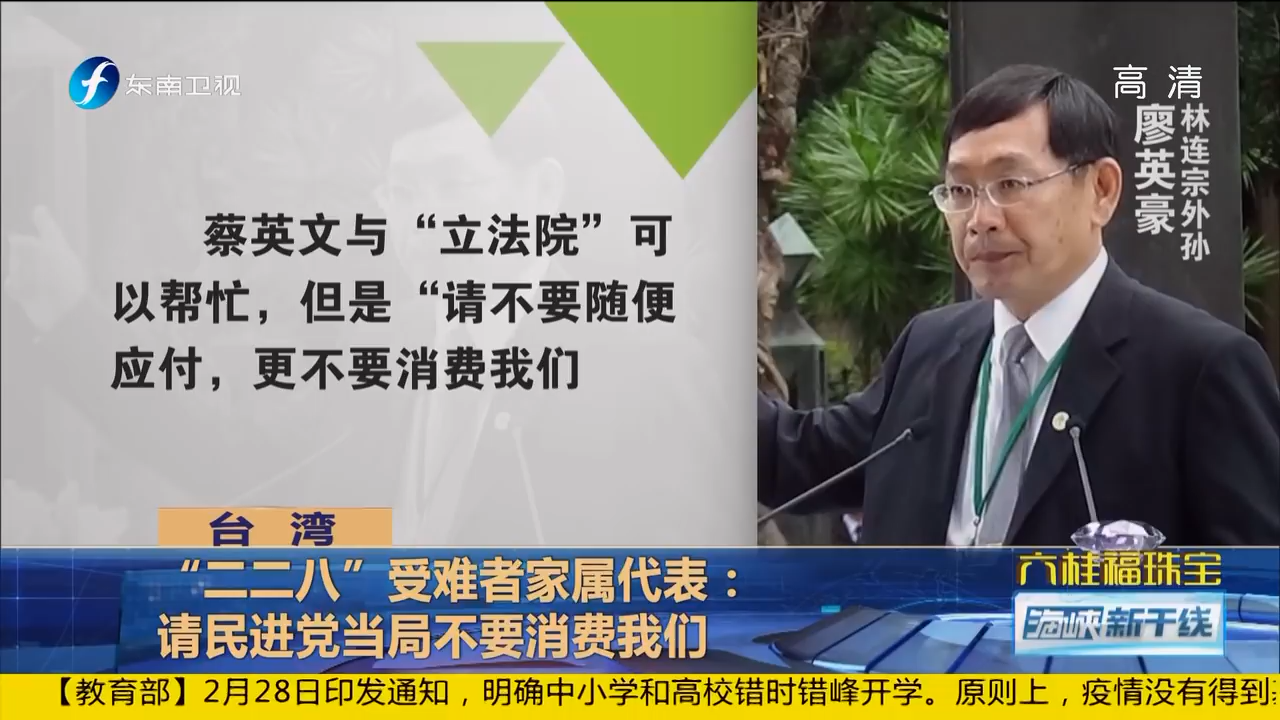 东南卫视
高清
林连宗外孙
廖英豪
蔡英文与“立法院”可
以帮忙，但是“请不要随便
应付，更不要消费我们
台湾
“二二八”受难者家属代表：
请民进党当局不要消费我们
六桂福珠宝
海峡新干线
【教育部】2月28日印发通知，明确中小学和高校错时错峰开学。原则上，疫情没有得到